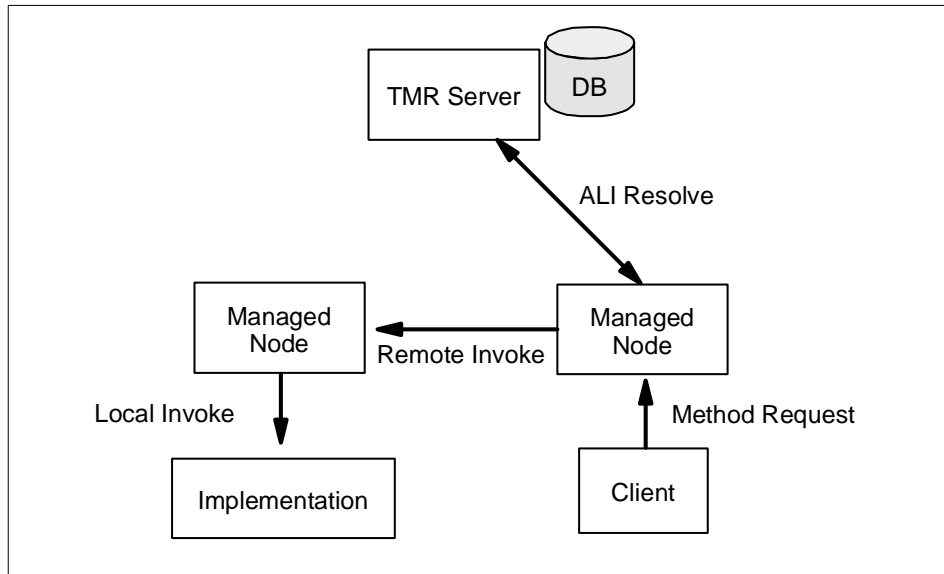 TMR Server
DB
ALI Resolve
Managed
Node
Remote Invoke
Managed
Node
Local Invoke
Method Request
Implementation
Client